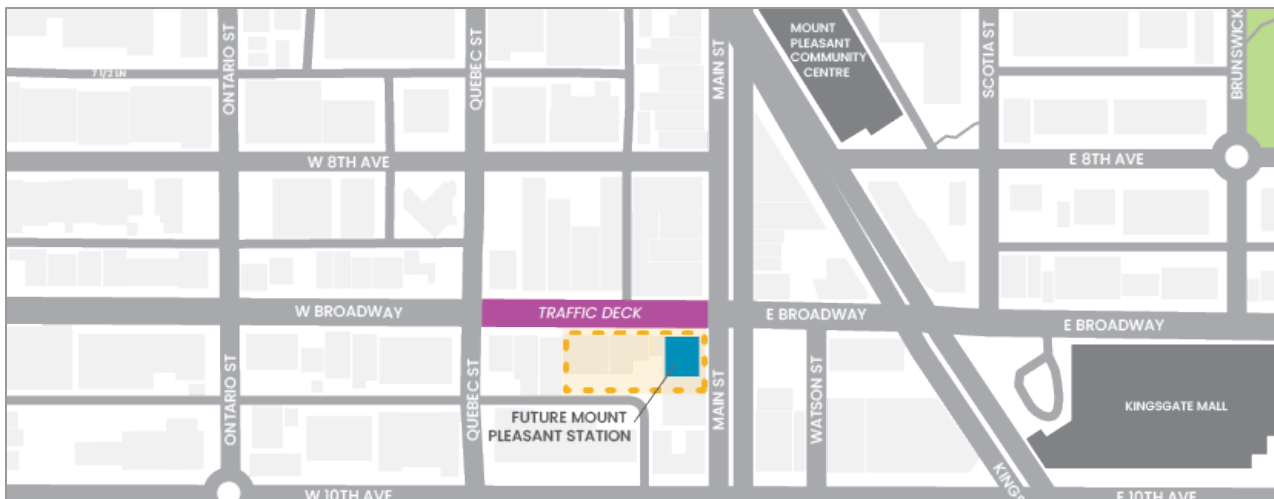 ONTARIO ST
QUEBEC ST
MAIN ST
MOUNT
PLEASANT
COMMUNITY
CENTRE
SCOTIA ST
BRUNSWICK
7 1/2 LN
W 8TH AVE
E 8TH AVE
W BROADWAY
TRAFFIC DECK
E BROADWAY
E BROADWAY
ONTARIO ST
QUEBEC ST
FUTURE MOUNT
PLEASANT STATION
MAIN ST
WATSON ST
KINGSGATE MALL
KINGS
W 10TH AVE
E 10TH AVE